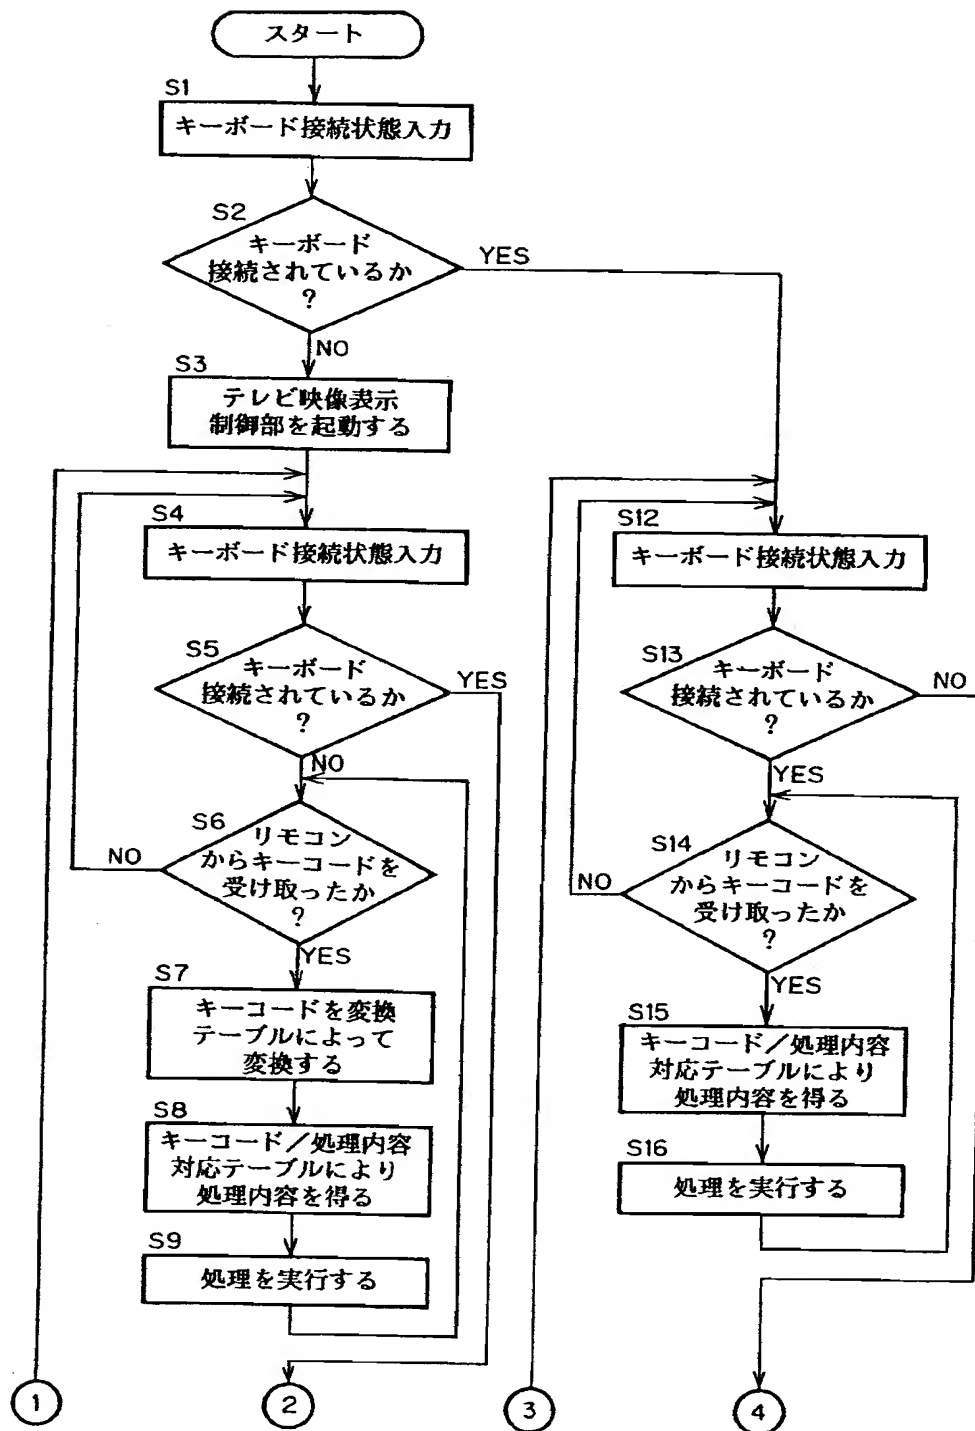 スタート
S1
キーボード接続状態入力
S2
キーボード
接続されているか
?
YES
NO
S3
テレビ映像表示
制御部を起動する
S4
キーボード接続状態入力
S5
キーボード
接続されているか
?
YES
NO
S6
リモコン
からキーコードを
受け取ったか
?
NO
YES
S7
キーコードを変換
テーブルによって
変換する
S8
キーコード/処理内容
対応テーブルにより
処理内容を得る
S9
処理を実行する
1
2
S12
キーボード接続状態入力
S13
キーボード
接続されているか
?
NO
YES
S14
リモコン
からキーコードを
受け取ったか
?
NO
YES
S15
キーコード/処理内容
対応テーブルにより
処理内容を得る
S16
処理を実行する
3
4